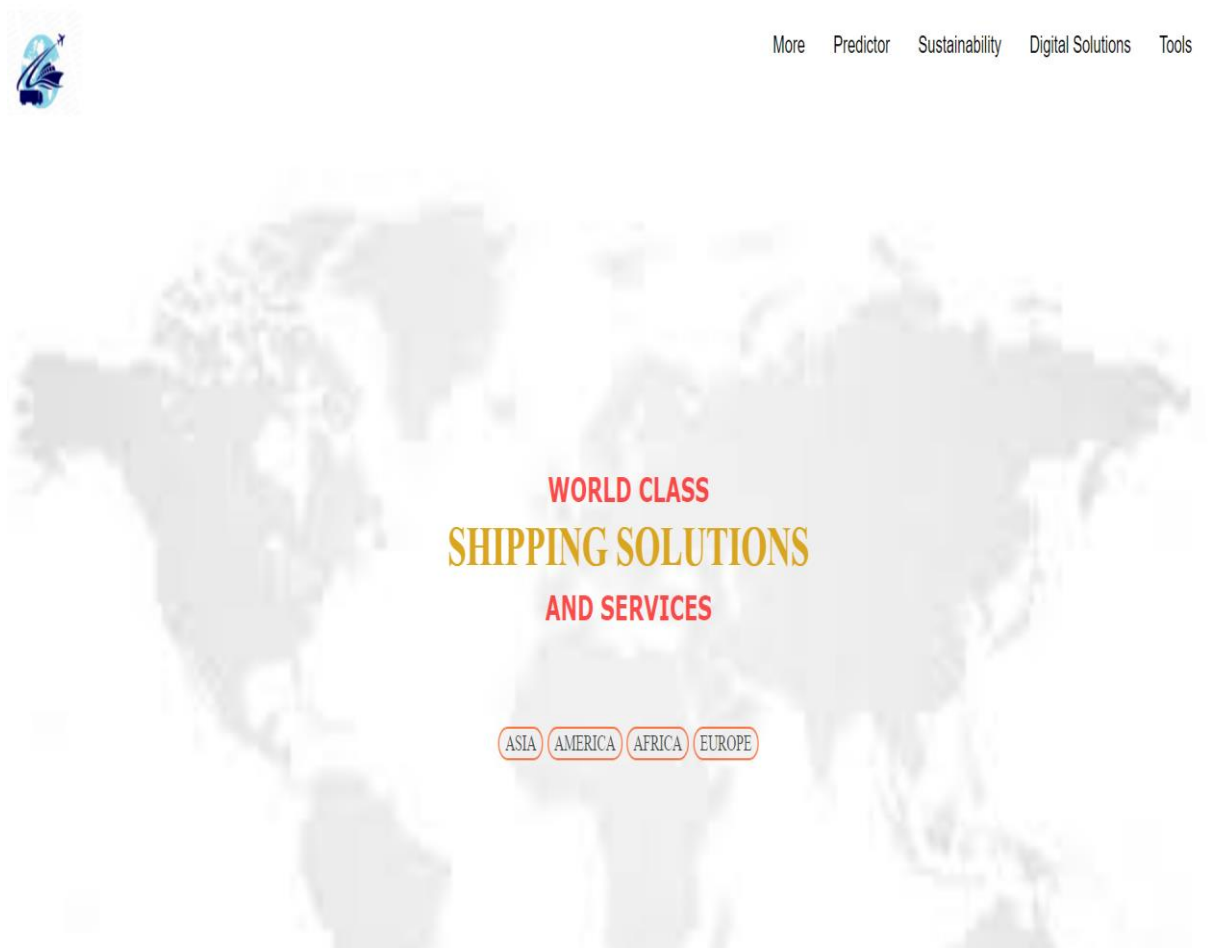 More Predictor Sustainability Digital Solutions Tools
WORLD CLASS
SHIPPING SOLUTIONS
AND SERVICES
ASIA AMERICA AFRICA EUROPE